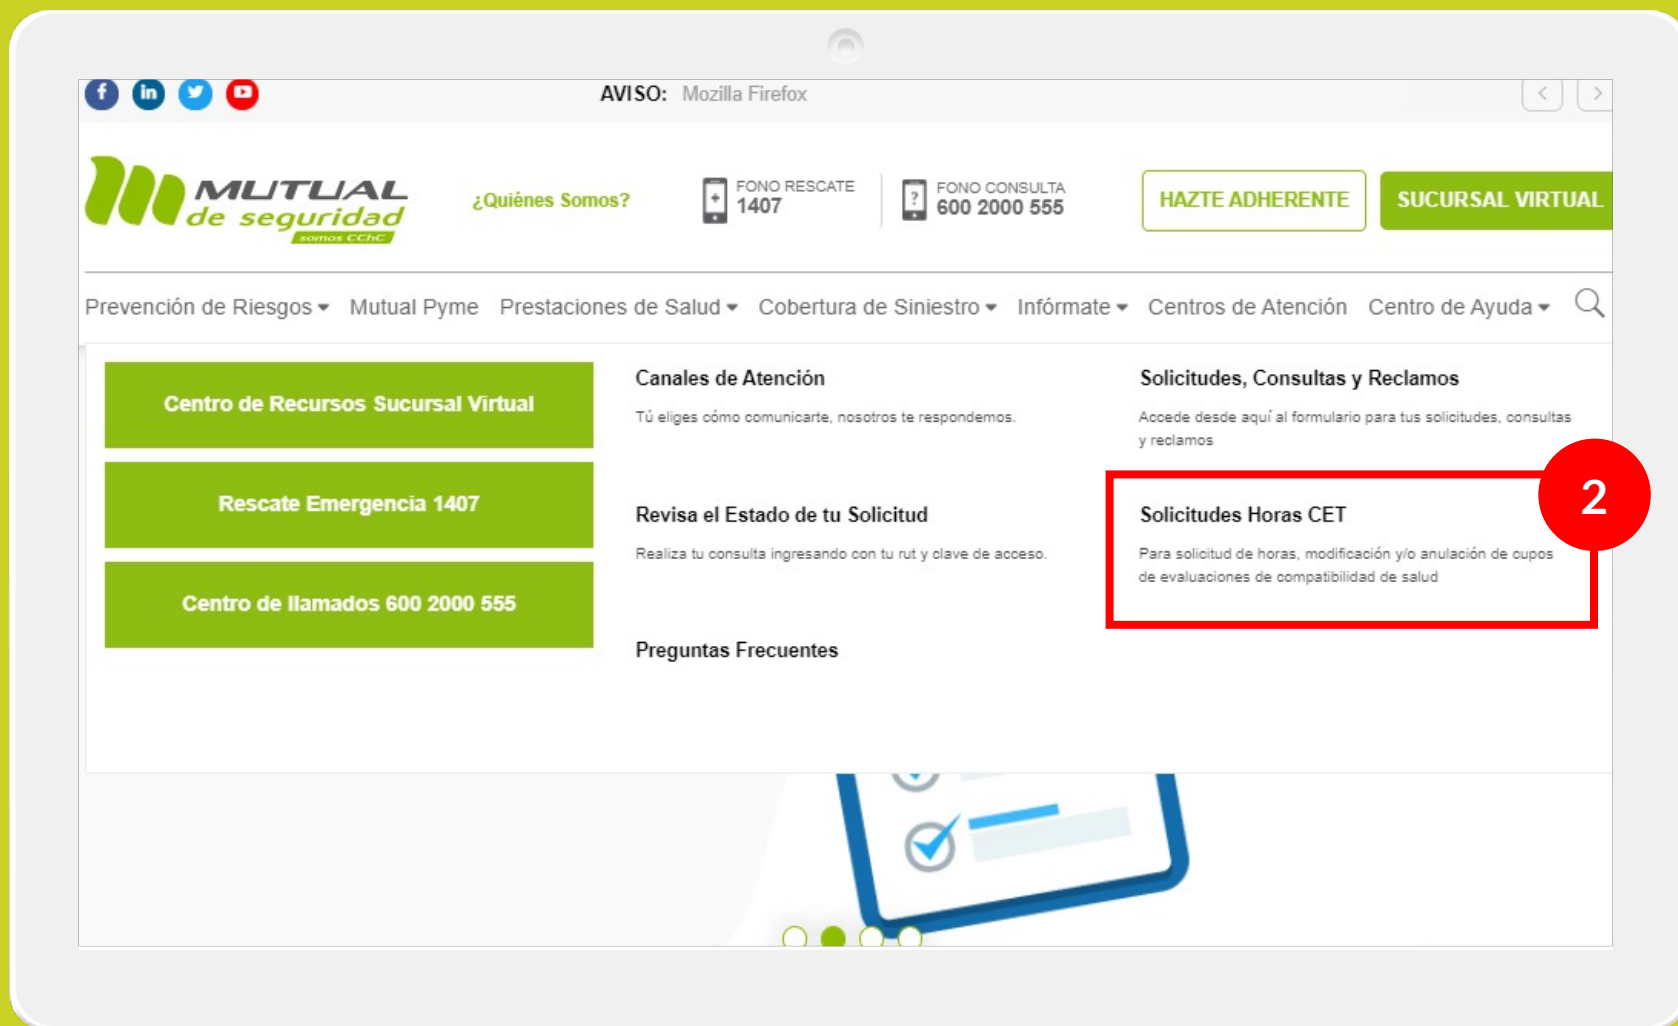 AVISO: Mozilla Firefox
MUTUAL
de seguridad
somos CChC
¿Quiénes Somos?
FONO RESCATE
1407
FONO CONSULTA
600 2000 555
HAZTE ADHERENTE
SUCURSAL VIRTUAL
Prevención de Riesgos
Mutual Pyme
Prestaciones de Salud
Cobertura de Siniestro
Infórmate
Centros de Atención
Centro de Ayuda
Centro de Recursos Sucursal Virtual
Rescate Emergencia 1407
Centro de llamados 600 2000 555
Canales de Atención
Tú eliges cómo comunicarte, nosotros te respondemos.
Revisa el Estado de tu Solicitud
Realiza tu consulta ingresando con tu rut y clave de acceso.
Preguntas Frecuentes
Solicitudes, Consultas y Reclamos
Accede desde aquí al formulario para tus solicitudes, consultas
y reclamos
2
Solicitudes Horas CET
Para solicitud de horas, modificación y/o anulación de cupos
de evaluaciones de compatibilidad de salud